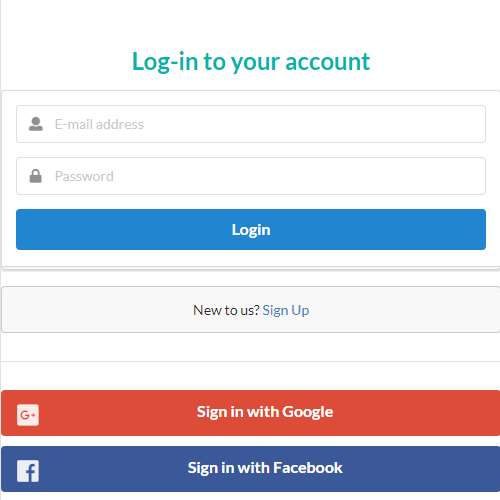 Log-in to your account
E-mail address
Password
Login
New to us? Sign Up
G+
Sign in with Google
f
Sign in with Facebook